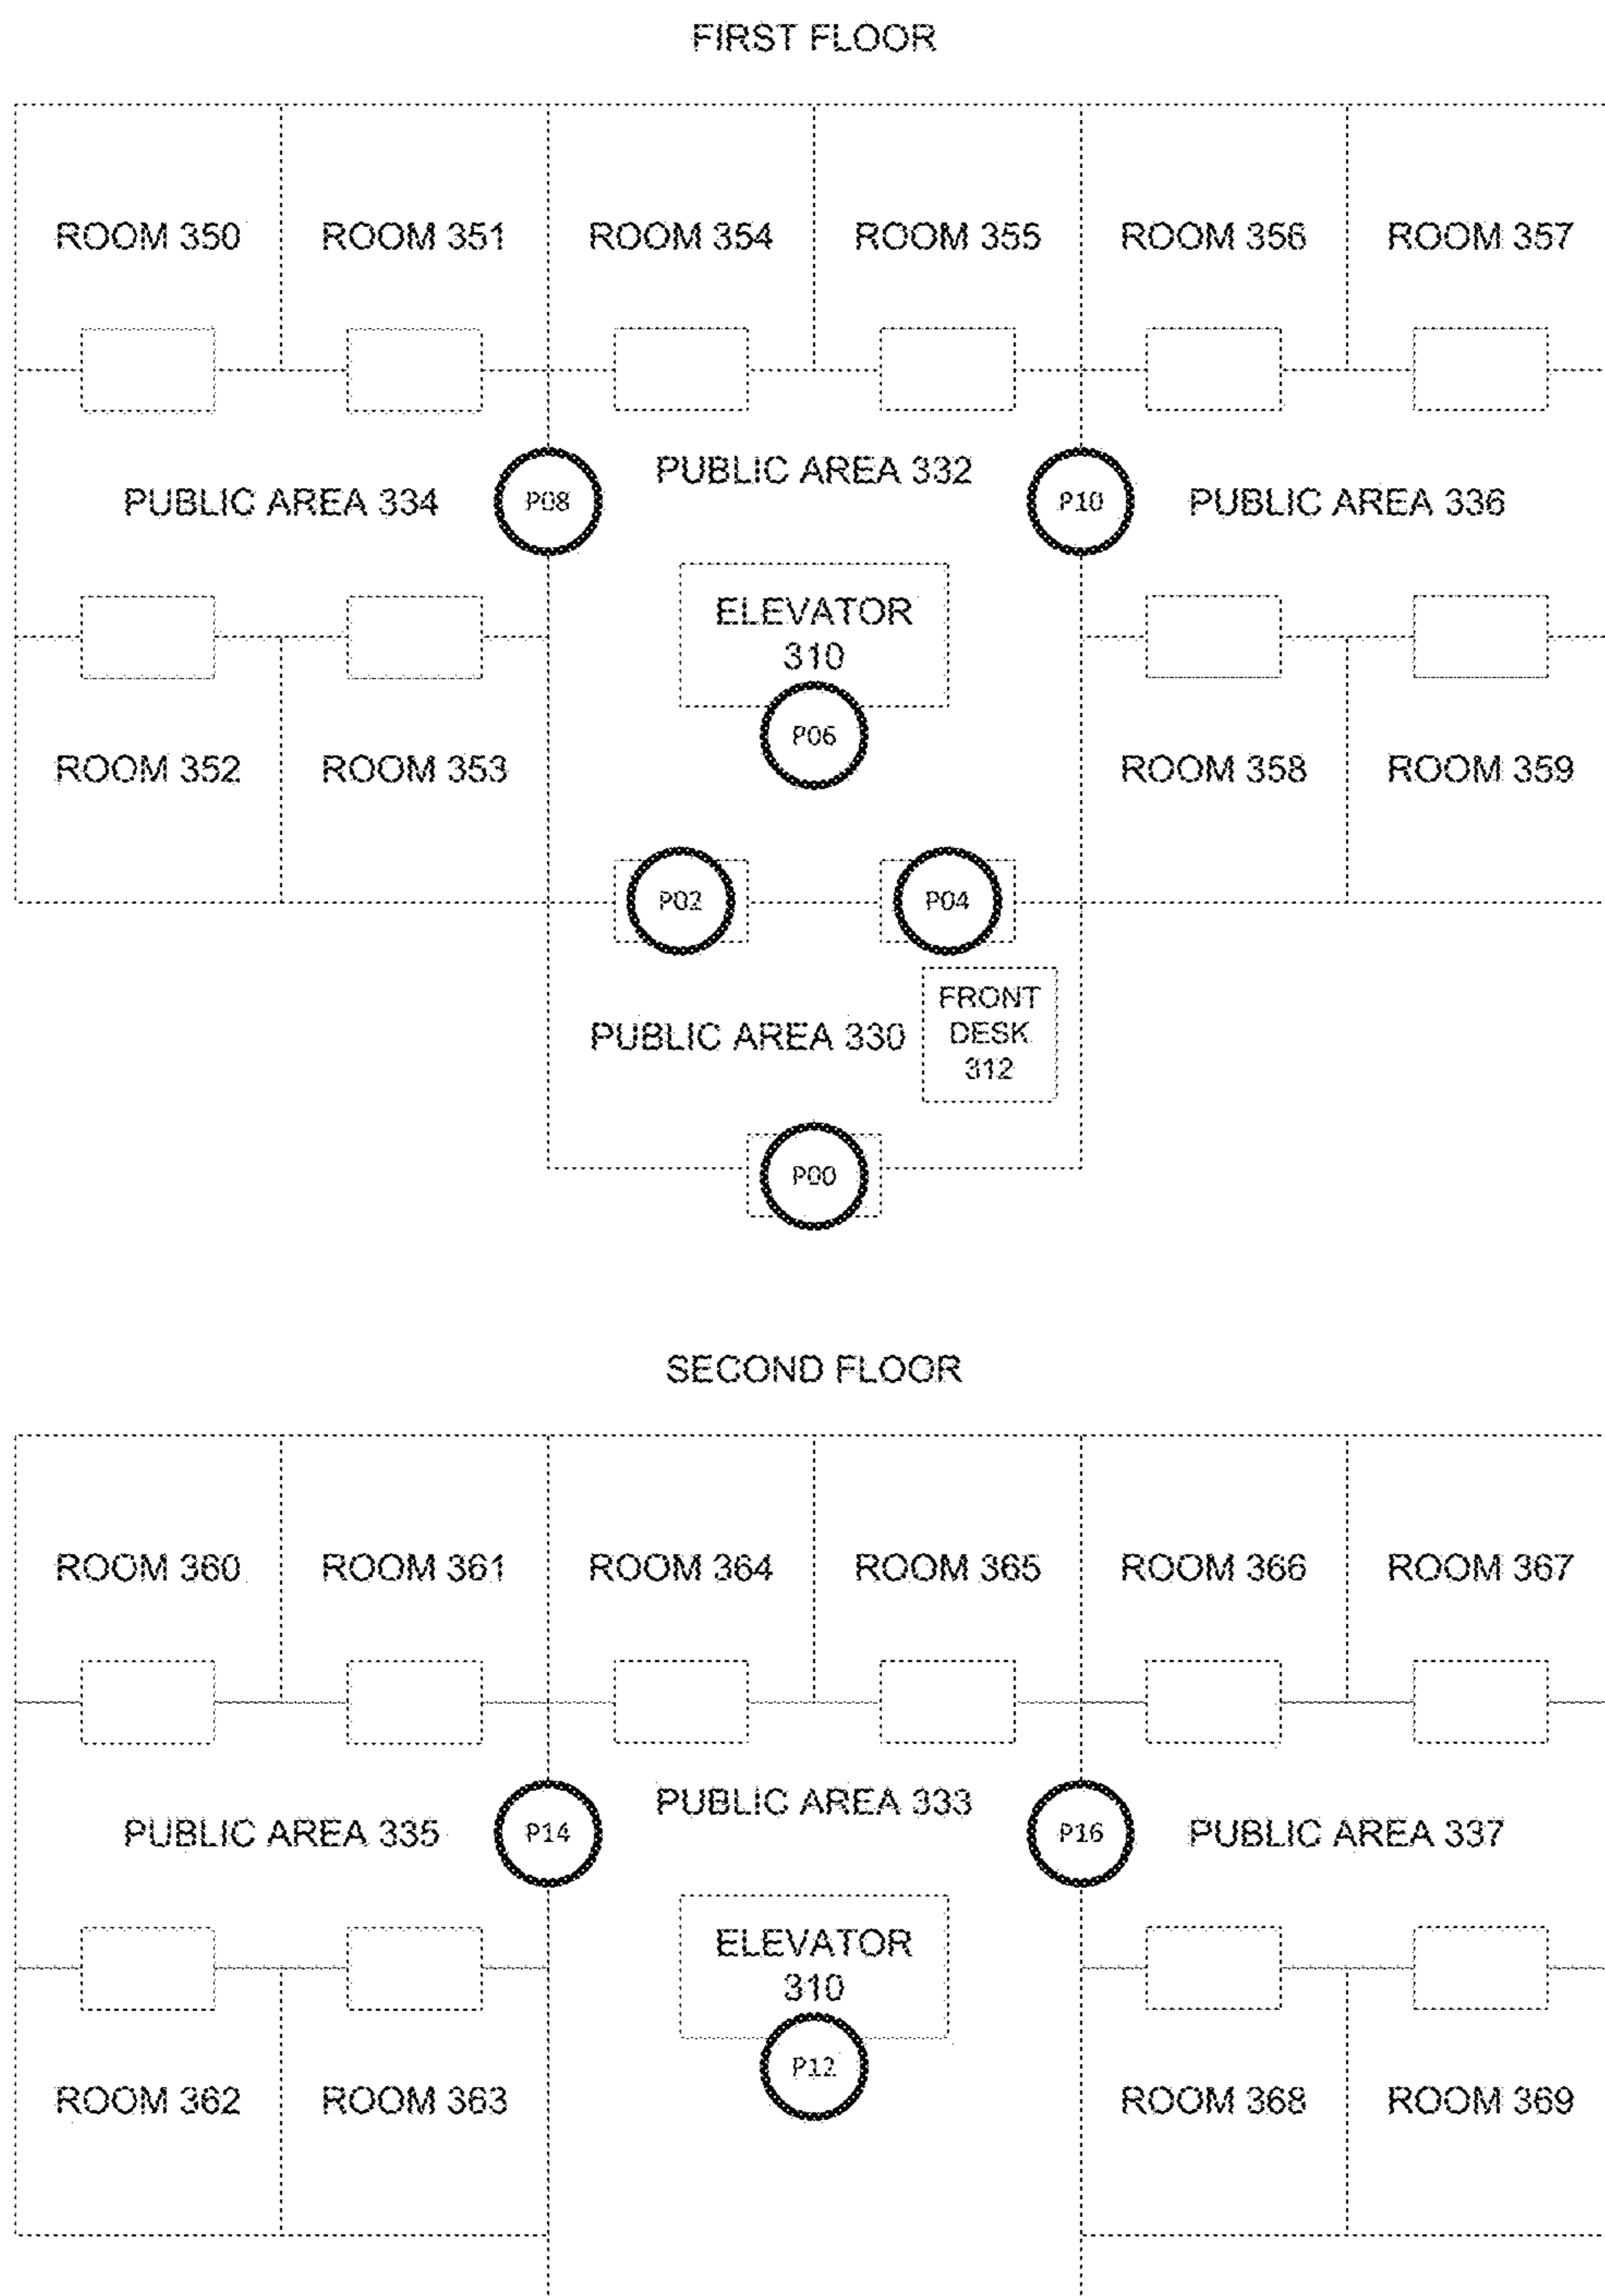 FIRST FLOOR
ROOM 350 ROOM 351 ROOM 354 ROOM 355 ROOM 356 ROOM 357
PUBLIC AREA 332
PUBLIC AREA 334 P08 P10 PUBLIC AREA 336
ELEVATOR
310
P06
ROOM 352 ROOM 353 ROOM 358 ROOM 359
P02 P04
FRONT
PUBLIC AREA 330 DESK
312
P00
SECOND FLOOR
ROOM 360 ROOM 361 ROOM 364 ROOM 365 ROOM 366 ROOM 367
PUBLIC AREA 333
PUBLIC AREA 335 P14 P16 PUBLIC AREA 337
ELEVATOR
310
P12
ROOM 362 ROOM 363 ROOM 368 ROOM 369